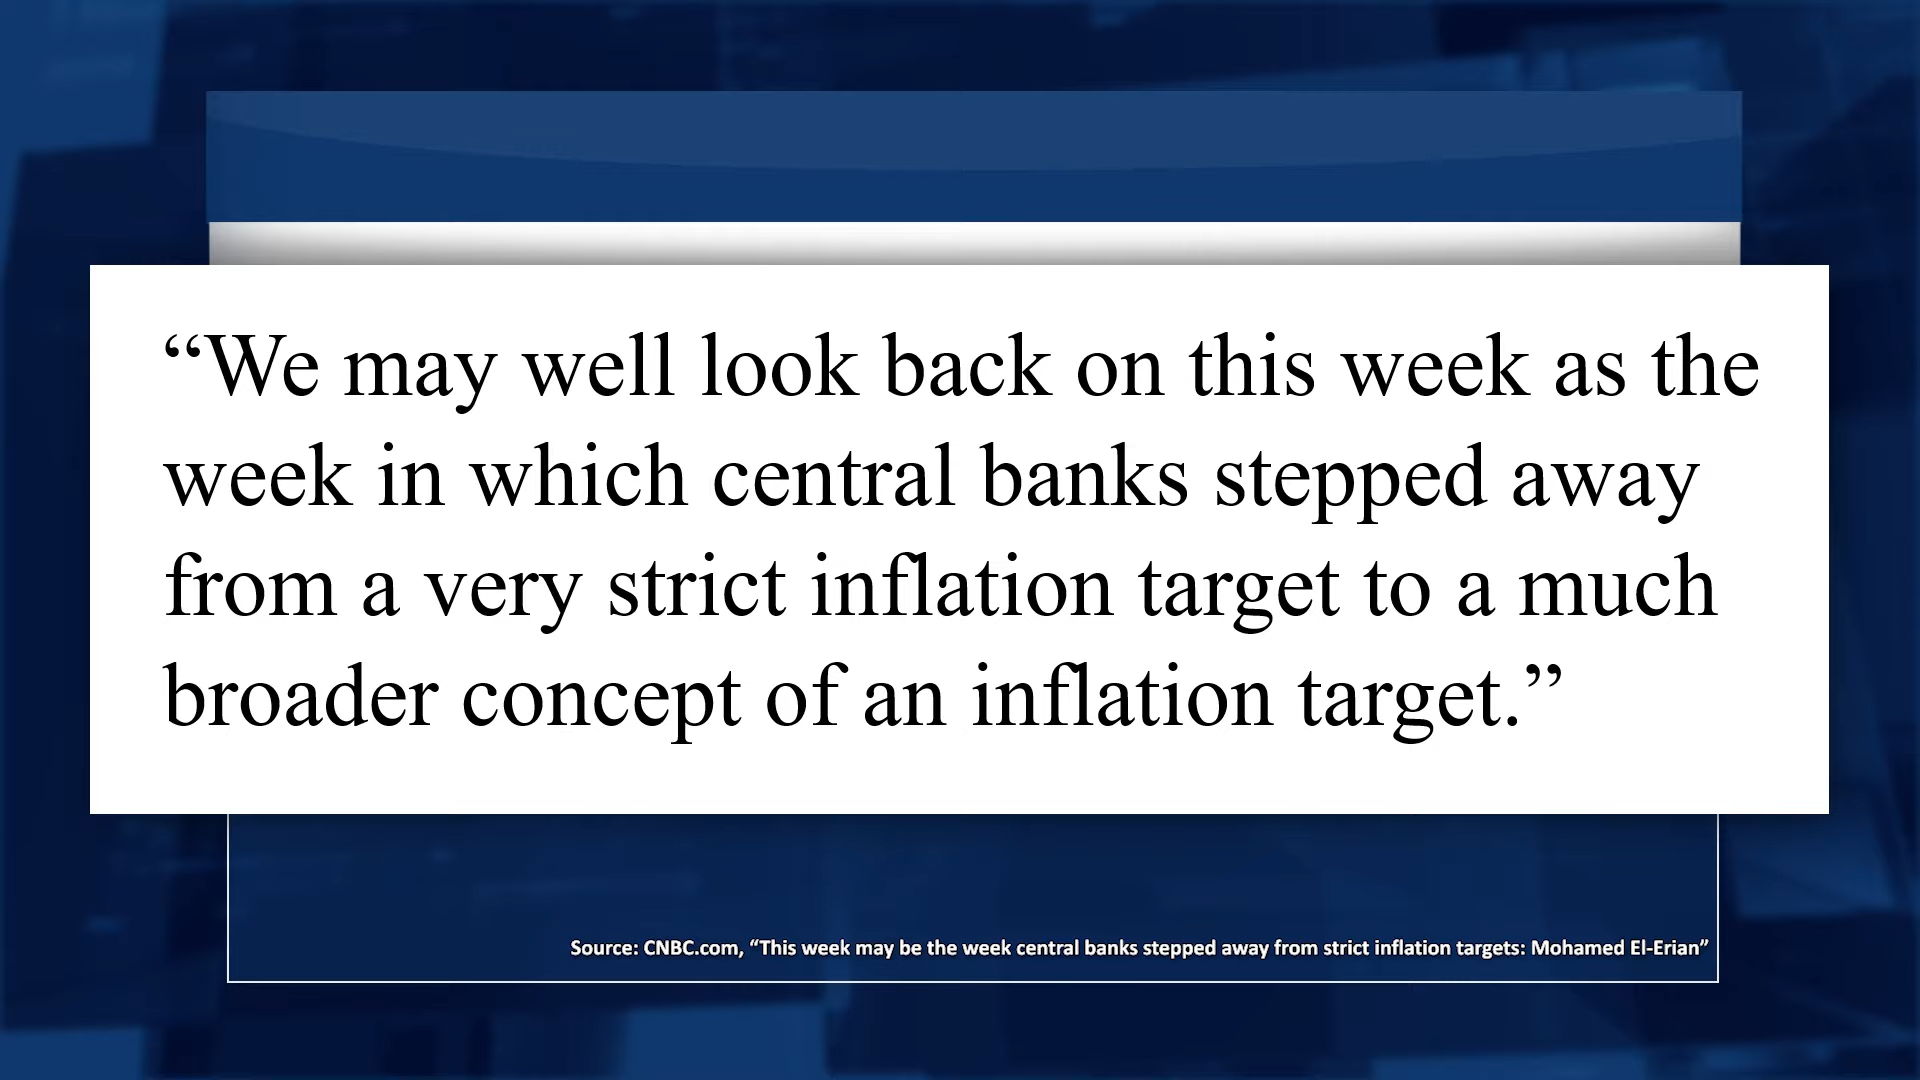 “We may well look back on this week as the
week in which central banks stepped away
from a very strict inflation target to a much
broader concept of an inflation target.”
Source: CNBC.com, “This week may be the week central banks stepped away from strict inflation targets: Mohamed El-Erian”